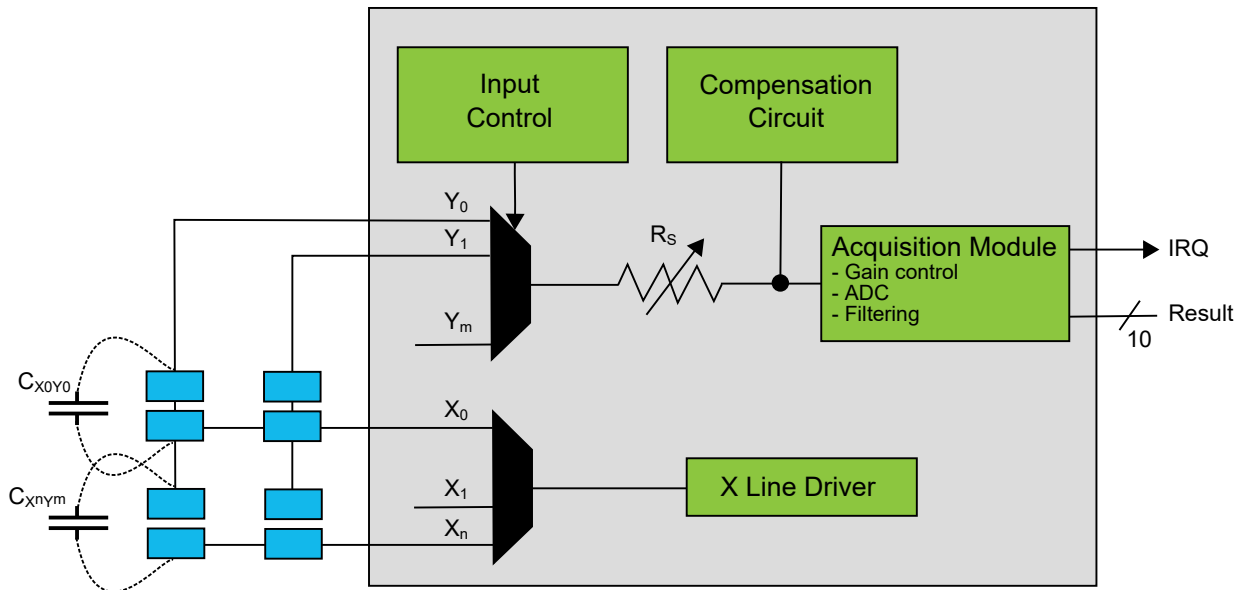 Input
Control
Compensation
Circuit
Y0
Y1
RS
Ym
Acquisition Module
- Gain control
- ADC
- Filtering
IRQ
Result
10
CX0Y0
X0
CXnYm
X1
Xn
X Line Driver